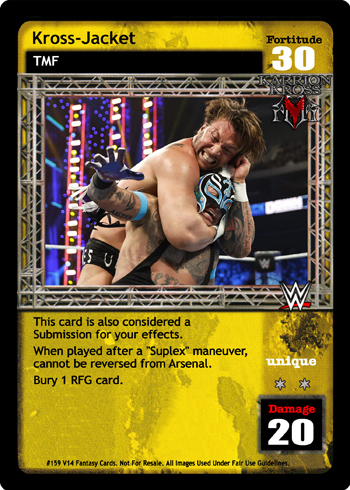 Kross-Jacket
Fortitude
TMF
30
KARRION
KROSS
This card is also considered a
Submission for your effects.
When played after a "Suplex" maneuver,
cannot be reversed from Arsenal.
Bury 1 RFG card.
unique
Damage
20
#159 V14 Fantasy Cards. Not For Resale. All Images Used Under Fair Use Guidelines.